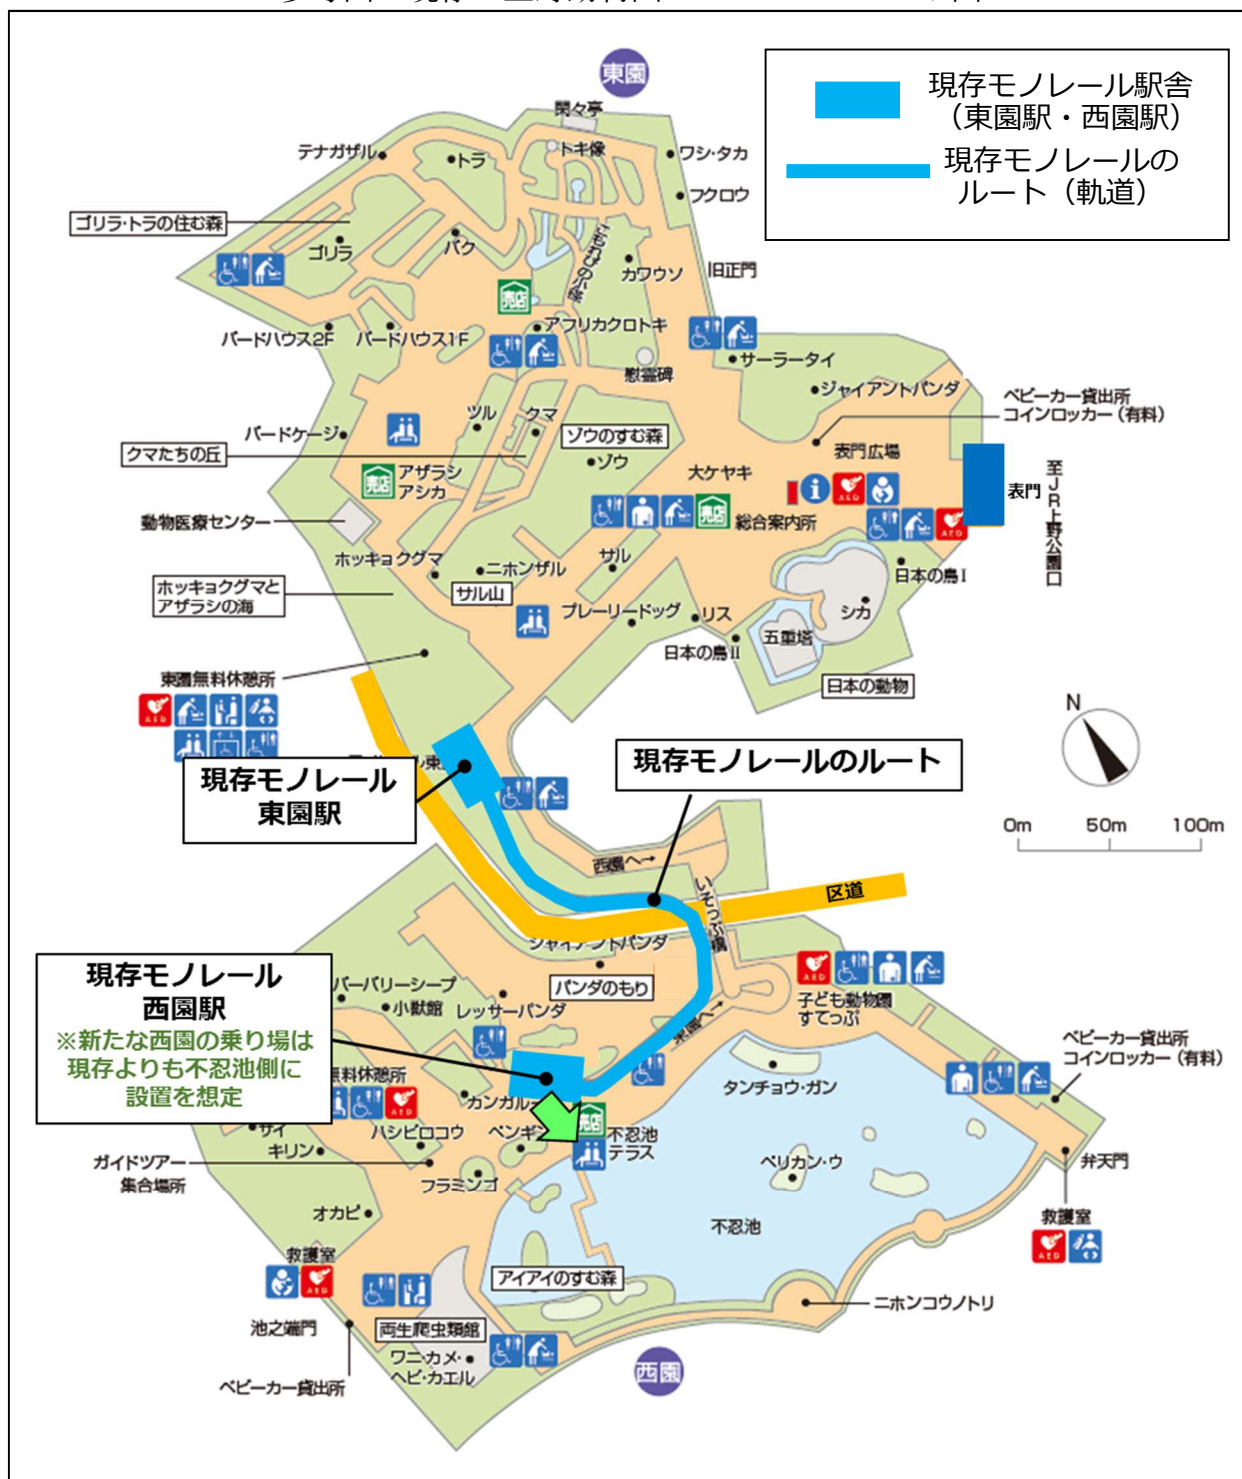 東園
現存モノレール駅舎
（東園駅・西園駅）
現存モノレールの
ルート（軌道）
閑々亭
テナガザル
トラ
トキ像
ワシ・タカ
フクロウ
ゴリラ・トラの住む森
ゴリラ
バク
こもれびの小径
カワウソ
旧正門
売店
バードハウス2F
バードハウス1F
アフリカクロトキ
慰霊碑
サーラータイ
ジャイアントパンダ
ベビーカー貸出所
コインロッカー（有料）
バードケージ
ツル
クマ
ゾウのすむ森
ゾウ
大ケヤキ
表門広場
クマたちの丘
売店
アザラシ
アシカ
売店
総合案内所
AED
AED
表門
至JR上野公園口
動物医療センター
ホッキョクグマ
ニホンザル
サル
サル山
日本の鳥Ⅰ
ホッキョクグマと
アザラシの海
プレーリードッグ
リス
シカ
五重塔
日本の鳥Ⅱ
日本の動物
東園無料休憩所
AED
N
現存モノレール
東園駅
現存モノレールのルート
0m 50m 100m
西園へ→
いそっぷ橋
区道
ジャイアントパンダ
パンダのもり
現存モノレール
西園駅
※新たな西園の乗り場は
現存よりも不忍池側に
設置を想定
バーバリーシープ
小獣館
レッサーパンダ
東園へ→
AED
子ども動物園
すてっぷ
ベビーカー貸出所
コインロッカー（有料）
タンチョウ・ガン
無料休憩所
AED
カンガルー
売店
サイ
キリン
ハシビロコウ
ペンギン
不忍池
テラス
ペリカン・ウ
弁天門
ガイドツアー
集合場所
フラミンゴ
オカピ
不忍池
救護室
AED
救護室
AED
アイアイのすむ森
ニホンコウノトリ
池之端門
両生爬虫類館
ワニ・カメ・
ヘビ・カエル
ベビーカー貸出所
西園